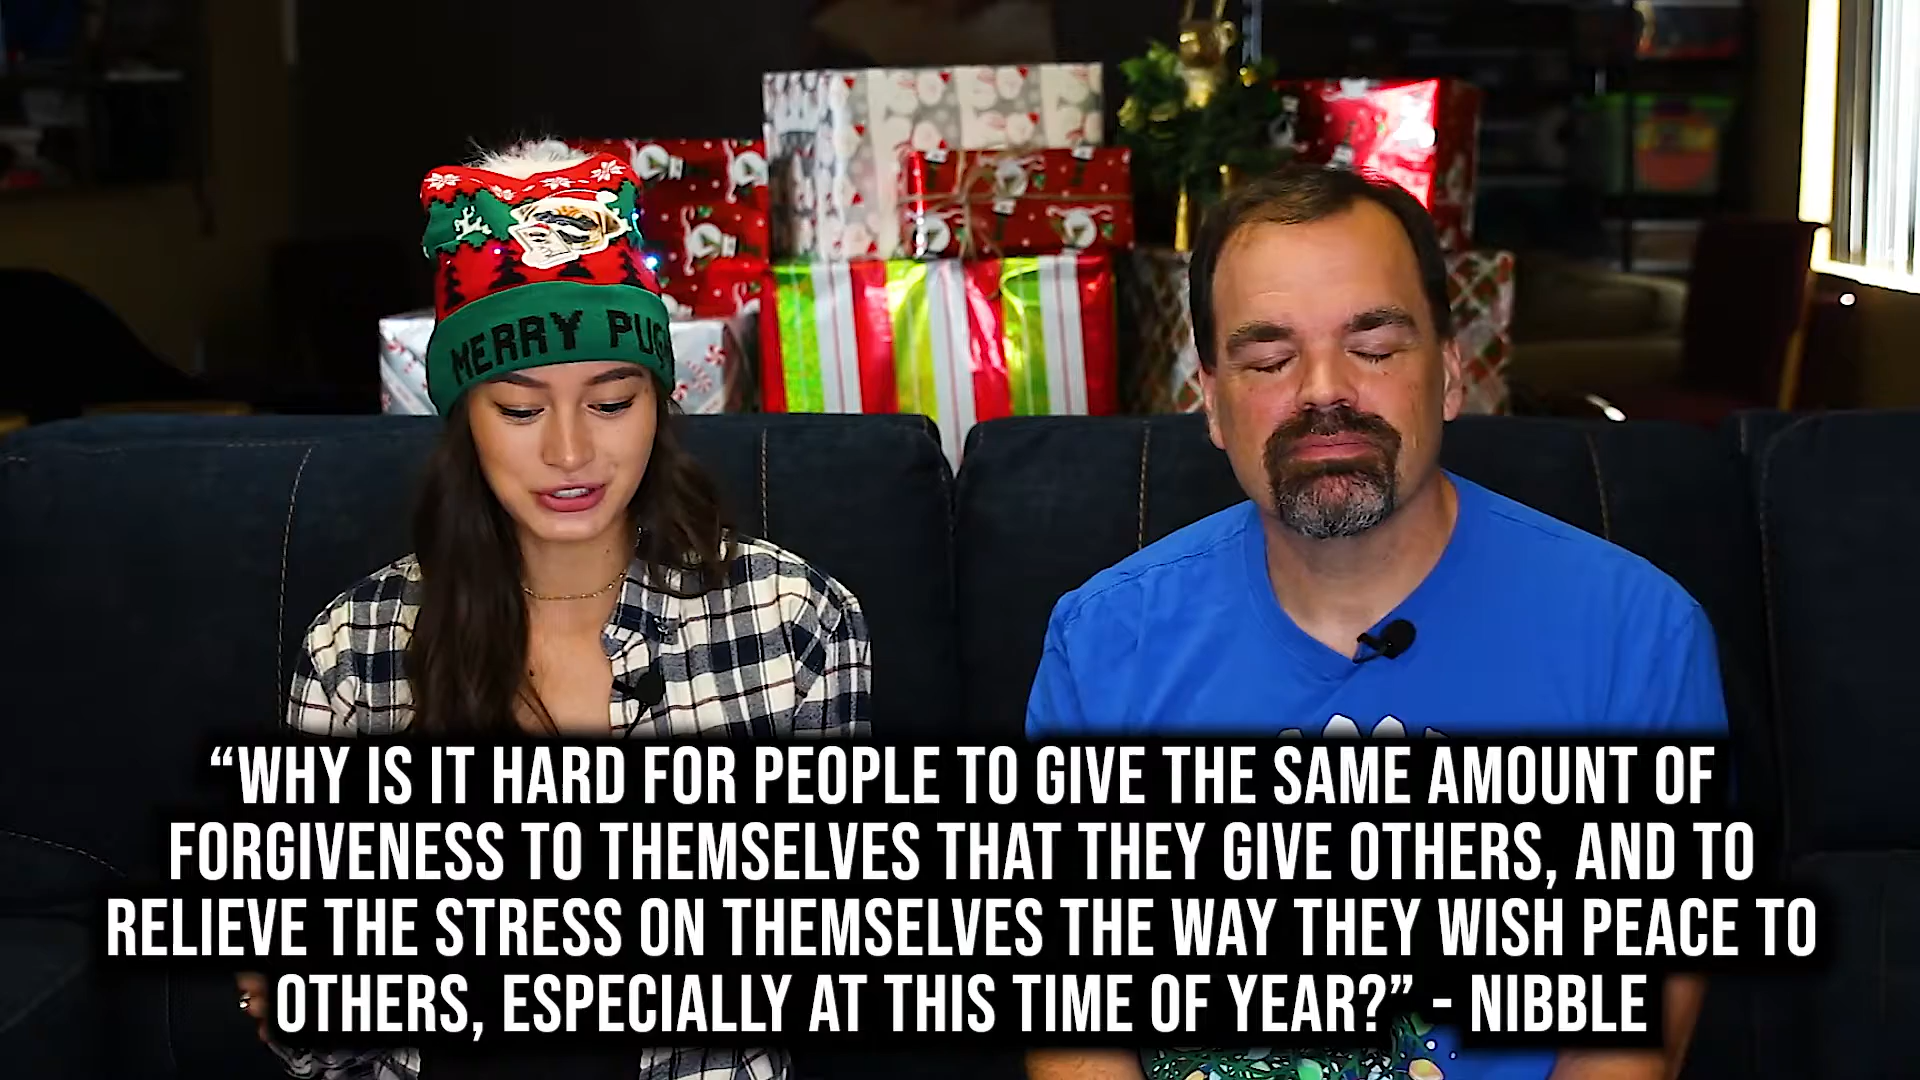 MERRY PUG
“WHY IS IT HARD FOR PEOPLE TO GIVE THE SAME AMOUNT OF
FORGIVENESS TO THEMSELVES THAT THEY GIVE OTHERS, AND TO
RELIEVE THE STRESS ON THEMSELVES THE WAY THEY WISH PEACE TO
OTHERS, ESPECIALLY AT THIS TIME OF YEAR?” - NIBBLE